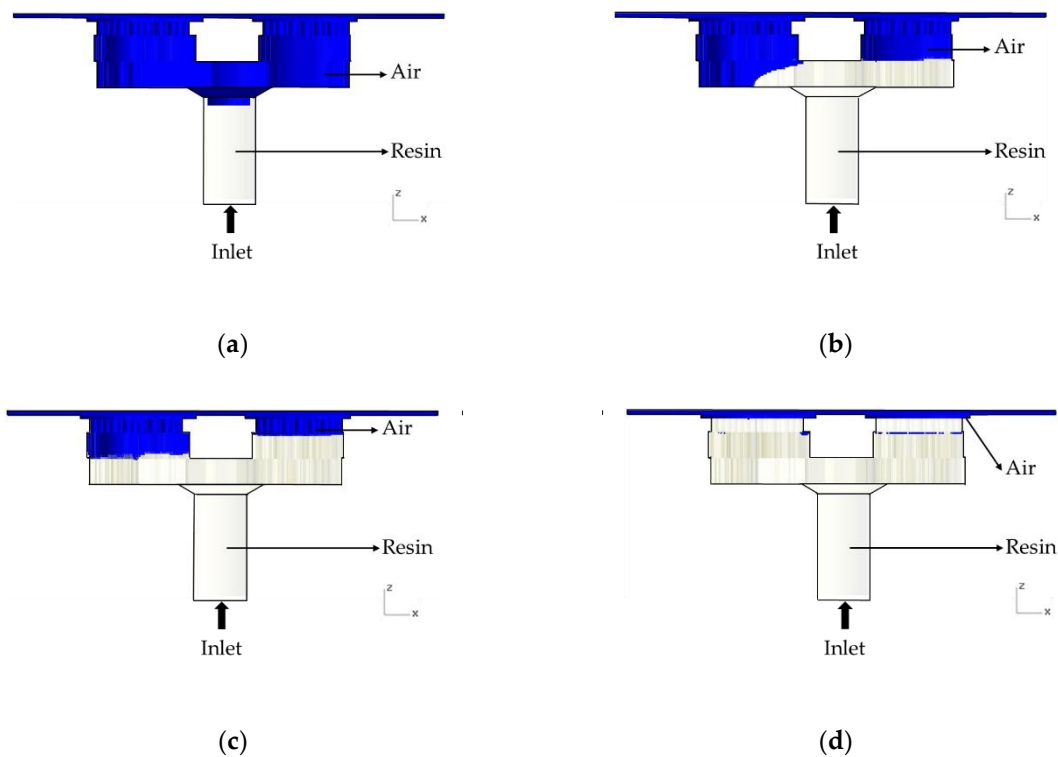 Air
Resin
z
x
Inlet
(a)
Air
Resin
z
x
Inlet
(b)
Air
Resin
z
x
Inlet
(c)
Air
Resin
z
x
Inlet
(d)